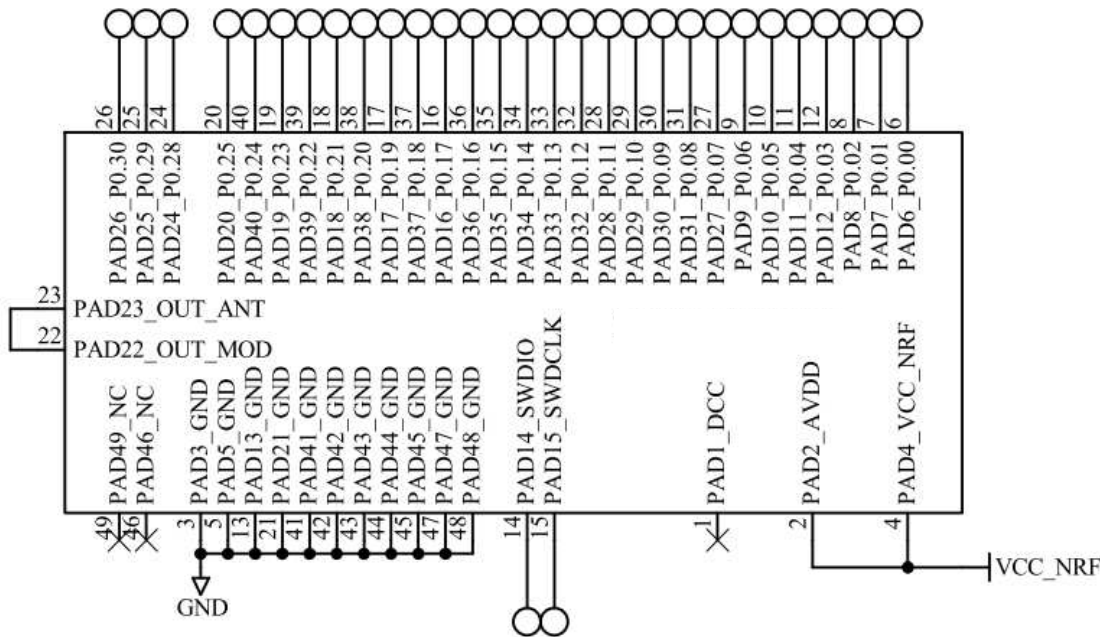 26
25
24
20
40
19
39
18
38
17
37
16
36
35
34
33
32
28
29
30
31
27
9
10
11
12
8
7
6
PAD26_P0.30
PAD25_P0.29
PAD24_P0.28
PAD20_P0.25
PAD40_P0.24
PAD19_P0.23
PAD39_P0.22
PAD18_P0.21
PAD38_P0.20
PAD17_P0.19
PAD37_P0.18
PAD16_P0.17
PAD36_P0.16
PAD35_P0.15
PAD34_P0.14
PAD33_P0.13
PAD32_P0.12
PAD28_P0.11
PAD29_P0.10
PAD30_P0.09
PAD31_P0.08
PAD27_P0.07
PAD9_P0.06
PAD10_P0.05
PAD11_P0.04
PAD12_P0.03
PAD8_P0.02
PAD7_P0.01
PAD6_P0.00
23
PAD23_OUT_ANT
22
PAD22_OUT_MOD
PAD49_NC
PAD46_NC
PAD3_GND
PAD5_GND
PAD13_GND
PAD21_GND
PAD41_GND
PAD42_GND
PAD43_GND
PAD44_GND
PAD45_GND
PAD47_GND
PAD48_GND
PAD14_SWDIO
PAD15_SWDCLK
PAD1_DCC
PAD2_AVDD
PAD4_VCC_NRF
49
46
3
5
13
21
41
42
43
44
45
47
48
14
15
1
2
4
VCC_NRF
GND